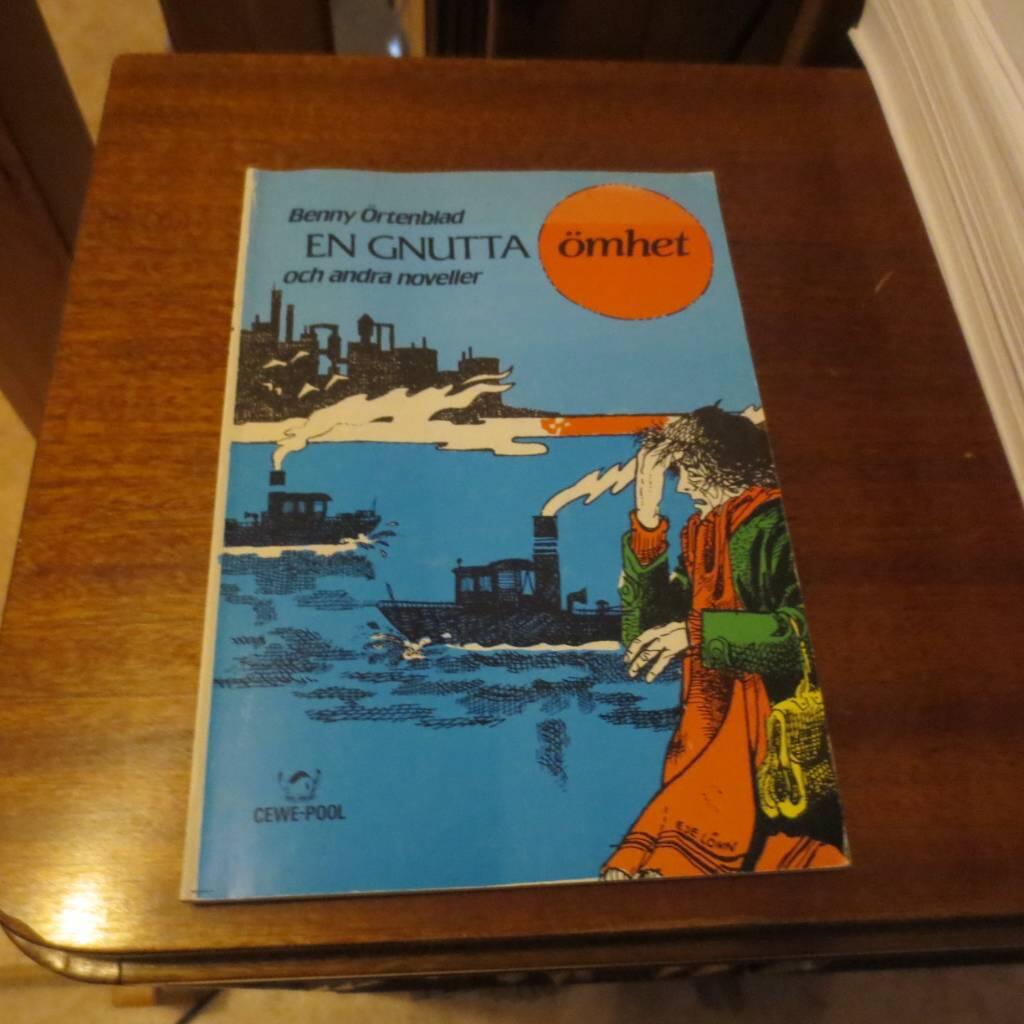 Benny Örtenblad
EN GNUTTA ömhet
och andra noveller
CEWE-POOL